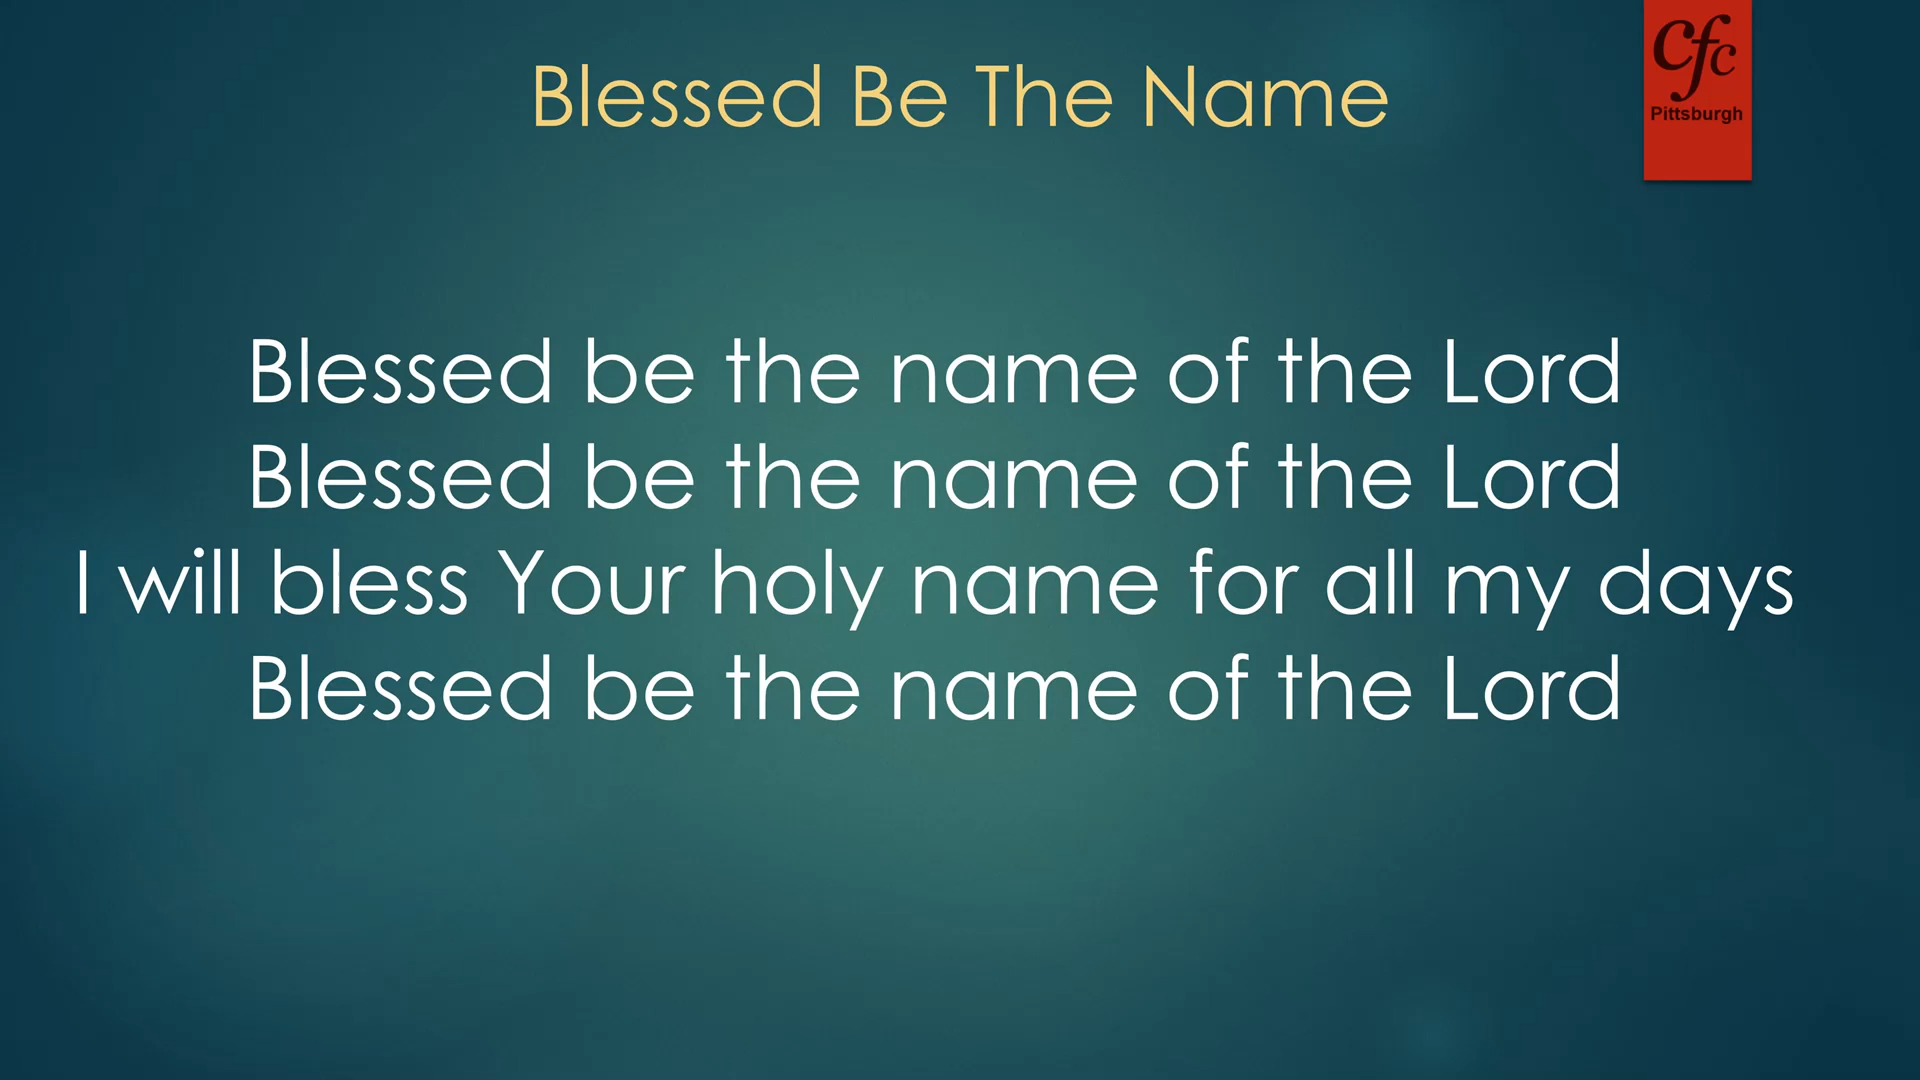 Blessed Be The Name
cfc
Pittsburgh
Blessed be the name of the Lord
Blessed be the name of the Lord
I will bless Your holy name for all my days
Blessed be the name of the Lord